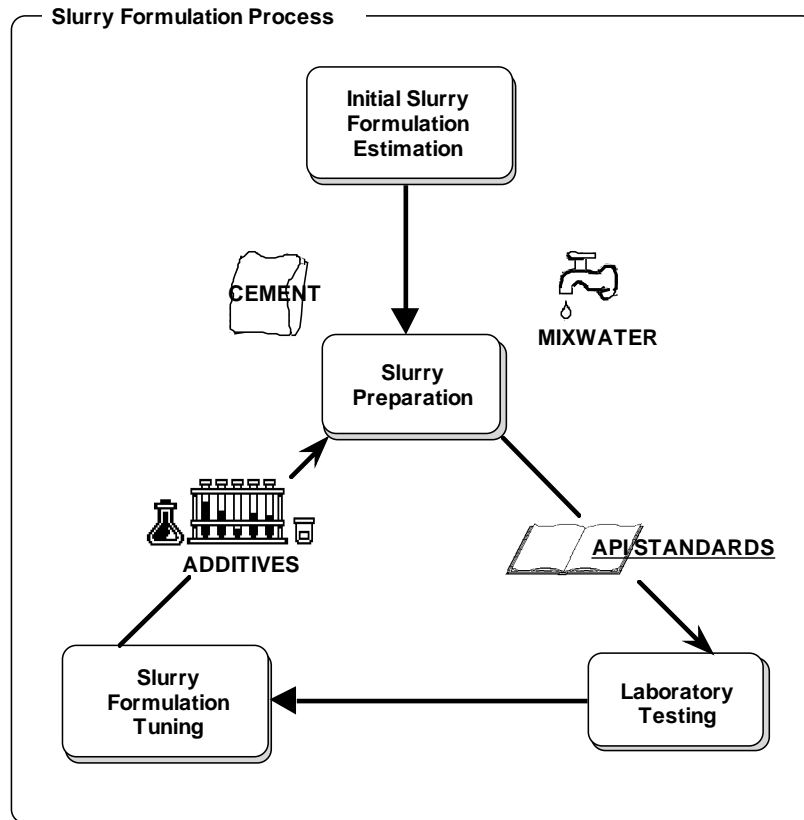 Slurry Formulation Process
Initial Slurry
Formulation
Estimation
CEMENT
MIXWATER
Slurry
Preparation
ADDITIVES
API STANDARDS
Slurry
Formulation
Tuning
Laboratory
Testing